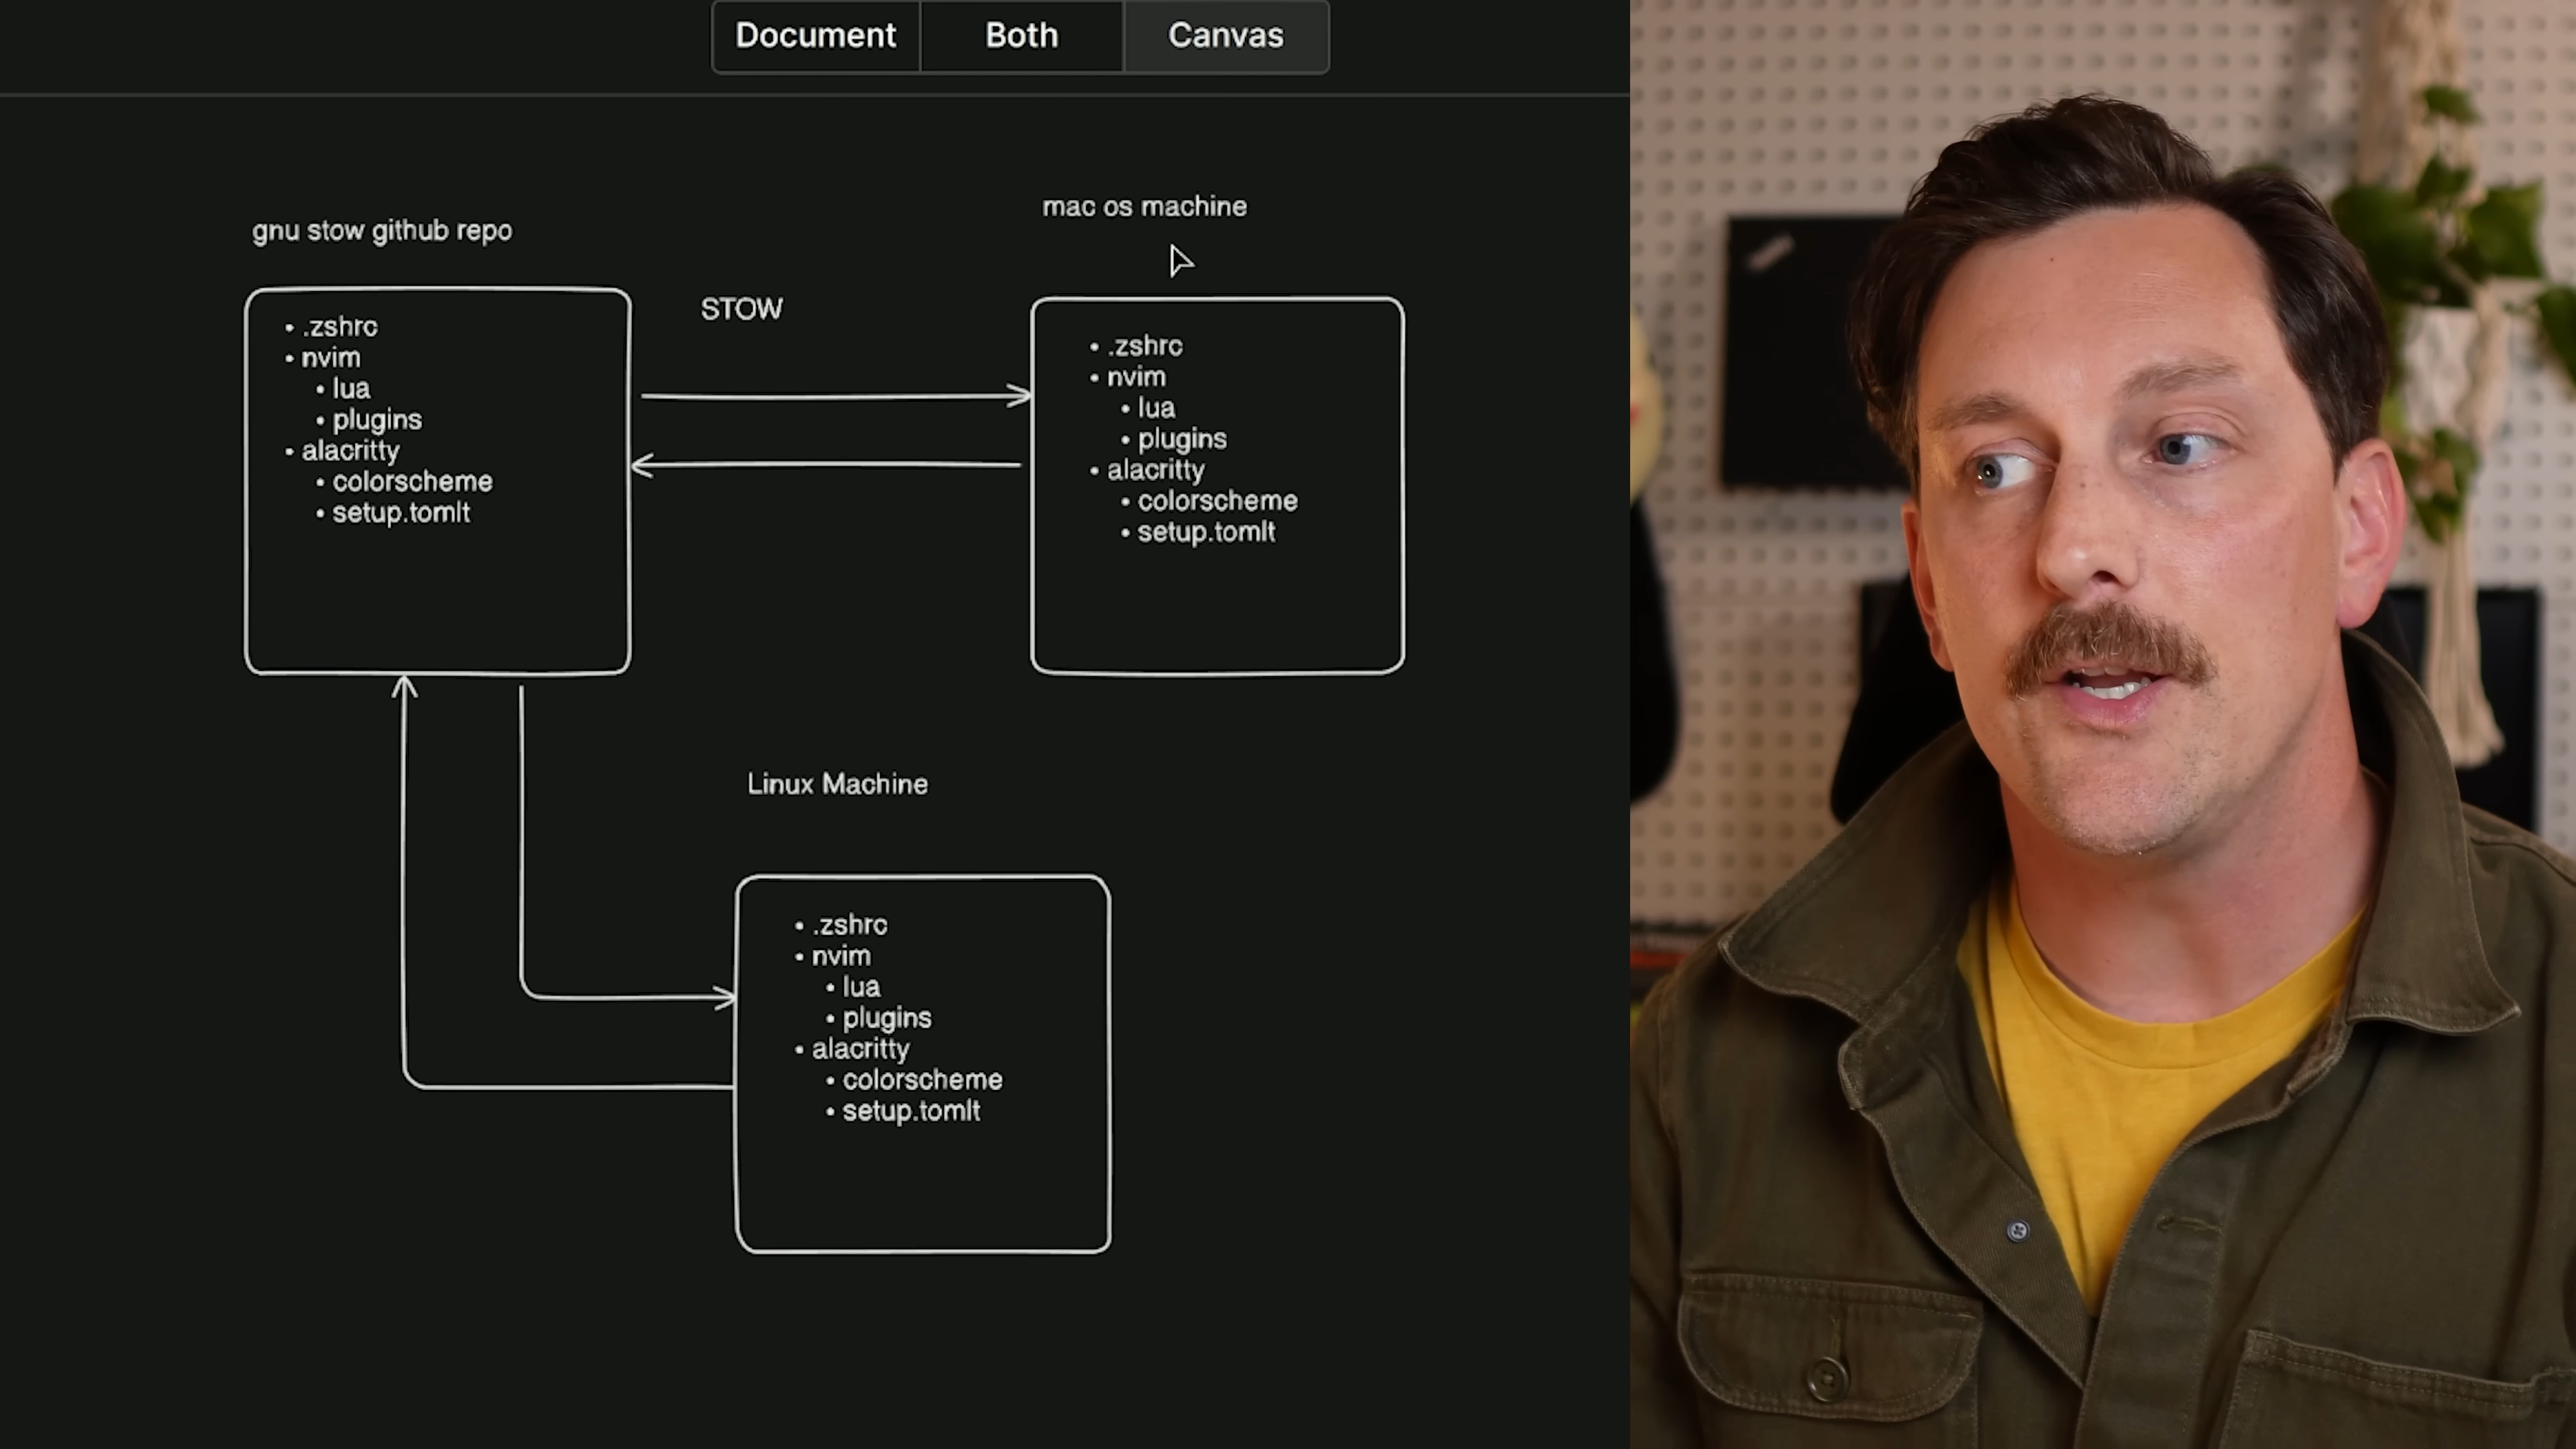 Document Both Canvas
gnu stow github repo
.zshrc
nvim
lua
plugins
alacritty
colorscheme
setup.tomlt
STOW
mac os machine
.zshrc
nvim
lua
plugins
alacritty
colorscheme
setup.tomlt
Linux Machine
.zshrc
nvim
lua
plugins
alacritty
colorscheme
setup.tomlt